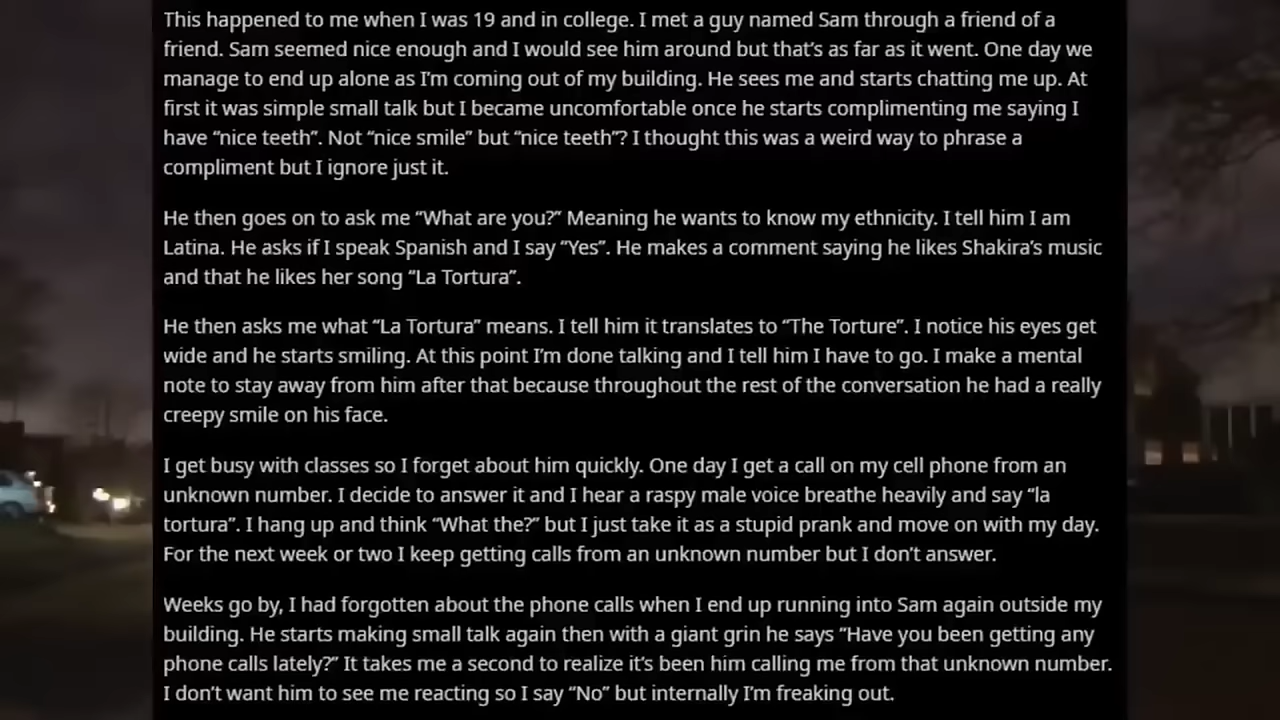 This happened to me when I was 19 and in college. I met a guy named Sam through a friend of a
friend. Sam seemed nice enough and I would see him around but that’s as far as it went. One day we
manage to end up alone as I’m coming out of my building. He sees me and starts chatting me up. At
first it was simple small talk but I became uncomfortable once he starts complimenting me saying I
have “nice teeth”. Not “nice smile” but “nice teeth”? I thought this was a weird way to phrase a
compliment but I ignore just it.
He then goes on to ask me “What are you?” Meaning he wants to know my ethnicity. I tell him I am
Latina. He asks if I speak Spanish and I say “Yes”. He makes a comment saying he likes Shakira’s music
and that he likes her song “La Tortura”.
He then asks me what “La Tortura” means. I tell him it translates to “The Torture”. I notice his eyes get
wide and he starts smiling. At this point I’m done talking and I tell him I have to go. I make a mental
note to stay away from him after that because throughout the rest of the conversation he had a really
creepy smile on his face.
I get busy with classes so I forget about him quickly. One day I get a call on my cell phone from an
unknown number. I decide to answer it and I hear a raspy male voice breathe heavily and say “la
tortura”. I hang up and think “What the?” but I just take it as a stupid prank and move on with my day.
For the next week or two I keep getting calls from an unknown number but I don’t answer.
Weeks go by, I had forgotten about the phone calls when I end up running into Sam again outside my
building. He starts making small talk again then with a giant grin he says “Have you been getting any
phone calls lately?” It takes me a second to realize it’s been him calling me from that unknown number.
I don’t want him to see me reacting so I say “No” but internally I’m freaking out.